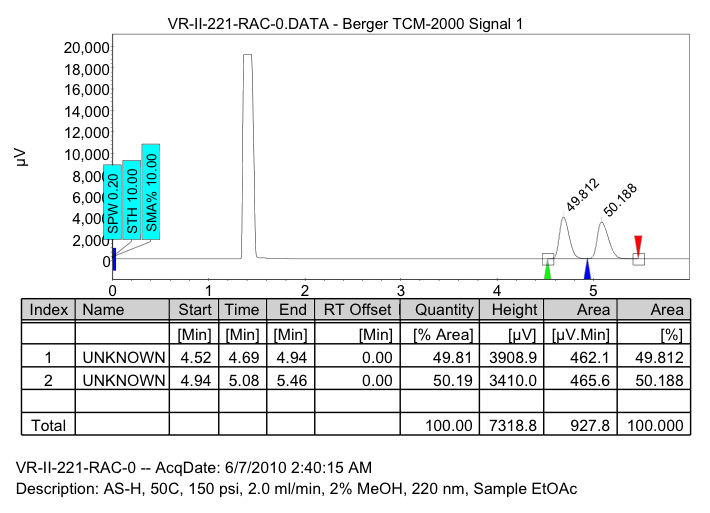 VR-II-221-RAC-0.DATA - Berger TCM-2000 Signal 1
20,000
18,000
16,000
14,000
12,000
10,000
8,000
6,000
4,000
2,000
0
µV
SPW 0.20
STH 10.00
SMA% 10.00
49.812
50.188
0 1 2 3 4 5
Index Name Start Time End RT Offset Quantity Height Area Area
[Min] [Min] [Min] [Min] [% Area] [µV] [µV.Min] [%]
1 UNKNOWN 4.52 4.69 4.94 0.00 49.81 3908.9 462.1 49.812
2 UNKNOWN 4.94 5.08 5.46 0.00 50.19 3410.0 465.6 50.188
Total 100.00 7318.8 927.8 100.000
VR-II-221-RAC-0 -- AcqDate: 6/7/2010 2:40:15 AM
Description: AS-H, 50C, 150 psi, 2.0 ml/min, 2% MeOH, 220 nm, Sample EtOAc